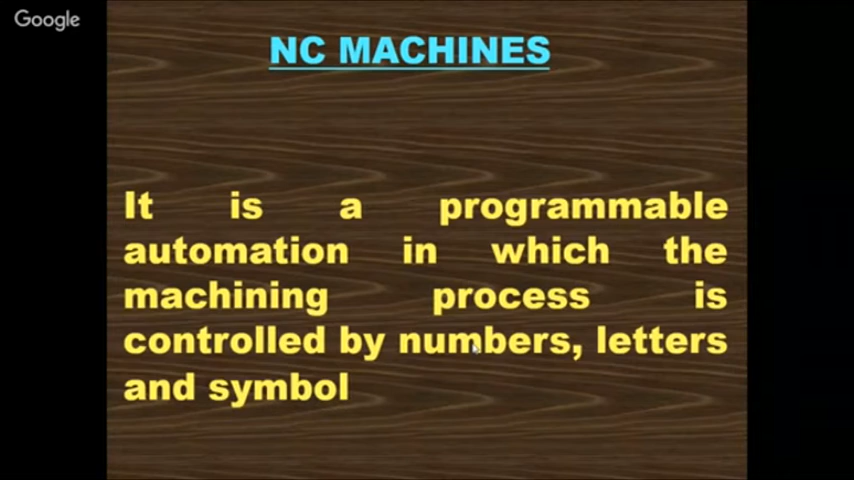 Google
NC MACHINES
It is a programmable
automation in which the
machining process is
controlled by numbers, letters
and symbol